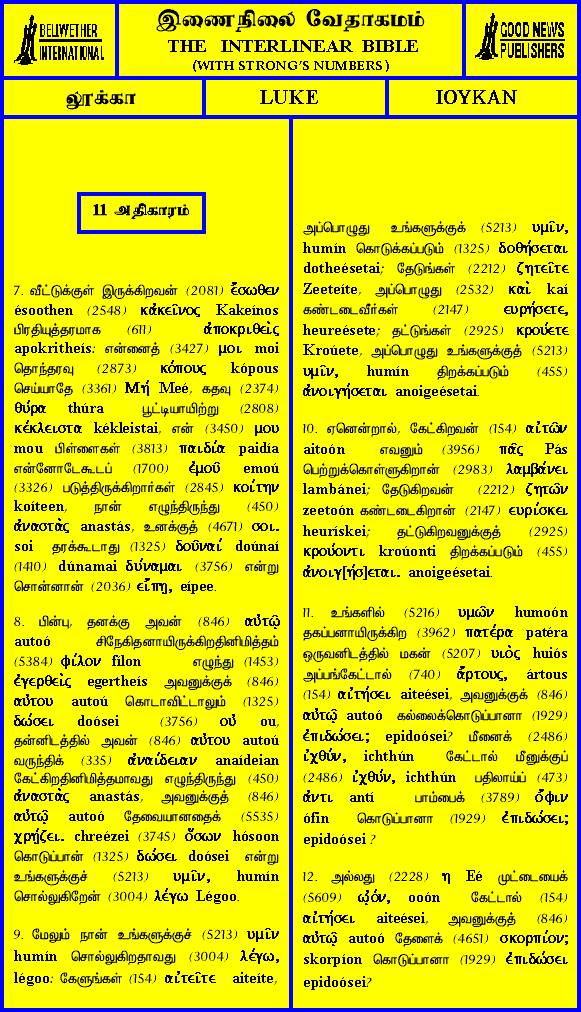 BELLWETHER
INTERNATIONAL
இணைநிலை வேதாகமம்
THE INTERLINEAR BIBLE
(WITH STRONG'S NUMBERS)
GOOD NEWS
PUBLISHERS
லூக்கா
LUKE
ΙΟΥΚΑΝ
11 அதிகாரம்
7. வீட்டுக்குள் இருக்கிறவன் (2081) ἔσωθεν
ésoothen (2548) κἀκεῖνος Kakeínos
பிரதியுத்தரமாக (611) ἀποκριθεὶς
apokritheís: என்னைத் (3427) μοι moi
தொந்தரவு (2873) κόπους kópous
செய்யாதே (3361) Μή Meé, கதவு (2374)
θύρα thúra பூட்டியாயிற்று (2808)
κέκλεισται kékleistai, என் (3450) μου
mou பிள்ளைகள் (3813) παιδία paidía
என்னோடேகூடப் (1700) ἐμοῦ emoú
(3326) படுத்திருக்கிறார்கள் (2845) κοίτην
koíteen, நான் எழுந்திருந்து (450)
ἀναστὰς anastás, உனக்குத் (4671) σοι.
soi தரக்கூடாது (1325) δοῦναί doúnaí
(1410) dúnamai δύναμαι (3756) என்று
சொன்னான் (2036) εἴπῃ, eípee.
8. பின்பு, தனக்கு அவன் (846) αὐτῷ
autoó சிநேகிதனாயிருக்கிறதினிமித்தம்
(5384) φίλον fílon எழுந்து (1453)
ἐγερθεὶς egertheís அவனுக்குக் (846)
αὐτου autoú கொடாவிட்டாலும் (1325)
δώσει doósei (3756) οὐ ou,
தன்னிடத்தில் அவன் (846) αὐτου autoú
வருந்திக் (335) ἀναίδειαν anaídeian
கேட்கிறதினிமித்தமாவது எழுந்திருந்து (450)
ἀναστὰς anastás, அவனுக்குத் (846)
αὐτῷ autoó தேவையானதைக் (5535)
χρῄζει. chreézei (3745) ὅσων hósoon
கொடுப்பான் (1325) δώσει doósei என்று
உங்களுக்குச் (5213) υμῖν, humín
சொல்லுகிறேன் (3004) λέγω Légoo.
9. மேலும் நான் உங்களுக்குச் (5213) υμῖν
humín சொல்லுகிறதாவது (3004) λέγω,
légoo: கேளுங்கள் (154) αἰτεῖτε aiteíte,
அப்பொழுது உங்களுக்குக் (5213) υμῖν,
humín கொடுக்கப்படும் (1325) δοθήσεται
dotheésetai; தேடுங்கள் (2212) ζητεῖτε
Zeeteíte, அப்பொழுது (2532) καὶ kaí
கண்டடைவீர்கள் (2147) ευρήσετε,
heureésete; தட்டுங்கள் (2925) κρούετε
Kroúete, அப்பொழுது உங்களுக்குத் (5213)
υμῖν, humín திறக்கப்படும் (455)
ἀνοιγήσεται anoigeésetai.
10. ஏனென்றால், கேட்கிறவன் (154) αἰτῶν
aitoón எவனும் (3956) πᾶς Pás
பெற்றுக்கொள்ளுகிறான் (2983) λαμβάνει
lambánei; தேடுகிறவன் (2212) ζητῶν
zeetoón கண்டடைகிறான் (2147) ευρίσκει
heurískei; தட்டுகிறவனுக்குத் (2925)
κρούοντι kroúonti திறக்கப்படும் (455)
ἀνοιγ[ήσ]εται. anoigeésetai.
11. உங்களில் (5216) υμῶν humoón
தகப்பனாயிருக்கிற (3962) πατέρα patéra
ஒருவனிடத்தில் மகன் (5207) υιὸς huiós
அப்பங்கேட்டால் (740) ἄρτους, ártous
(154) αἰτήσει aiteései, அவனுக்குக் (846)
αὐτῷ autoó கல்லைக்கொடுப்பானா (1929)
ἐπιδώσει; epidoósei? மீனைக் (2486)
ἰχθύν, ichthún கேட்டால் மீனுக்குப்
(2486) ἰχθύν, ichthún பதிலாய்ப் (473)
ἀντι antí பாம்பைக் (3789) ὄφιν
ófin கொடுப்பானா (1929) ἐπιδώσει;
epidoósei ?
12. அல்லது (2228) η Eé முட்டையைக்
(5609) ᾠόν, ooón கேட்டால் (154)
αἰτήσει aiteései, அவனுக்குத் (846)
αὐτῷ autoó தேளைக் (4651) σκορπίον;
skorpíon கொடுப்பானா (1929) ἐπιδώσει
epidoósei?